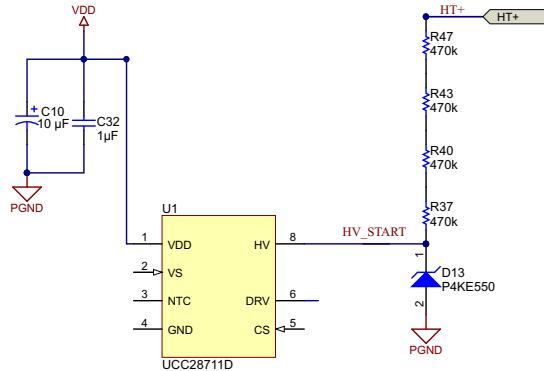 VDD
HT+
HT+
R47
470k
R43
470k
C10
10 µF
C32
1µF
R40
470k
PGND
U1
R37
470k
1
VDD
HV
8
HV_START
2
VS
1
D13
P4KE550
3
NTC
DRV
6
2
4
GND
CS
5
PGND
UCC28711D